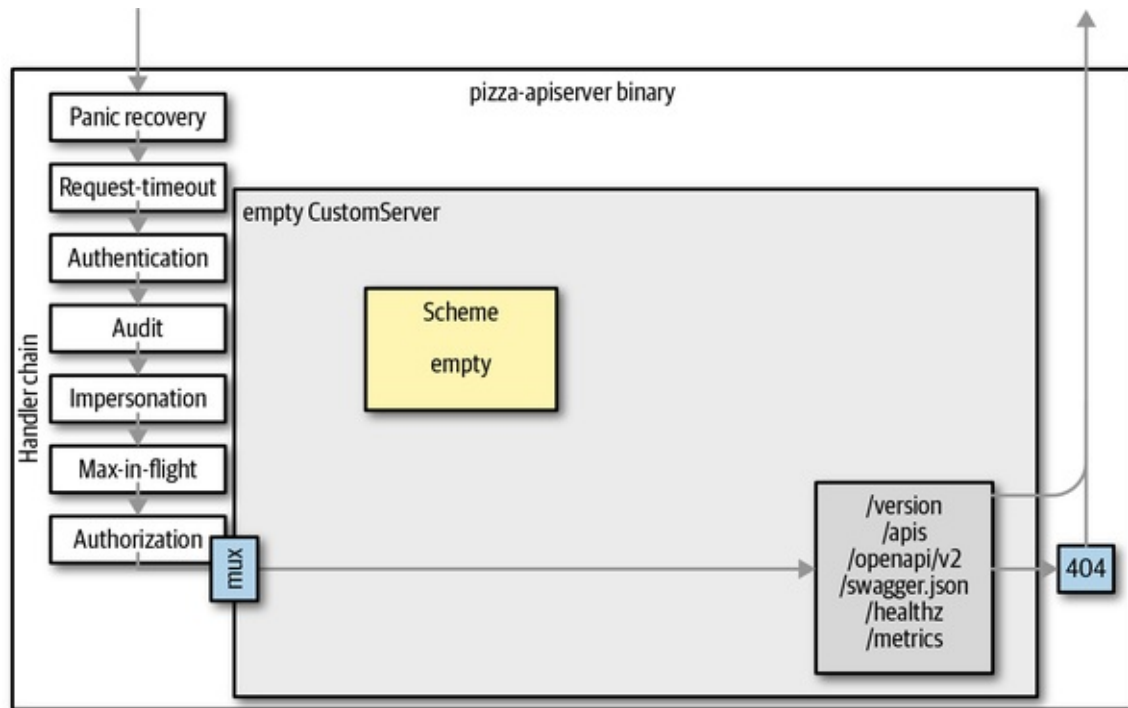 pizza-apiserver binary
Panic recovery
Request-timeout
Authentication
Audit
Impersonation
Max-in-flight
Authorization
Handler chain
mux
empty CustomServer
Scheme
empty
/version
/apis
/openapi/v2
/swagger.json
/healthz
/metrics
404